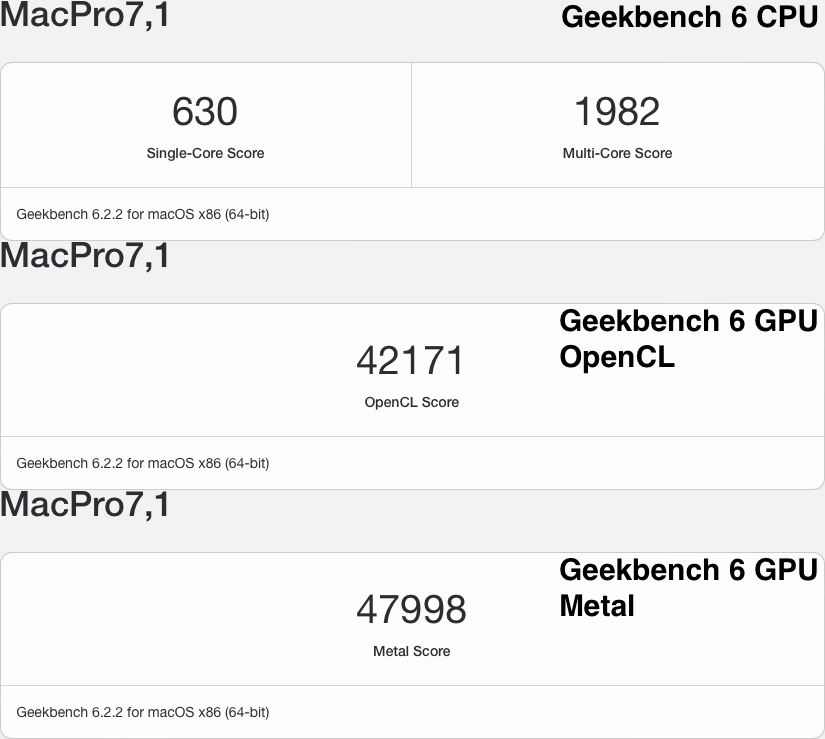 MacPro7,1
Geekbench 6 CPU
630
1982
Single-Core Score
Multi-Core Score
Geekbench 6.2.2 for macOS x86 (64-bit)
MacPro7,1
Geekbench 6 GPU
OpenCL
42171
OpenCL Score
Geekbench 6.2.2 for macOS x86 (64-bit)
MacPro7,1
Geekbench 6 GPU
Metal
47998
Metal Score
Geekbench 6.2.2 for macOS x86 (64-bit)